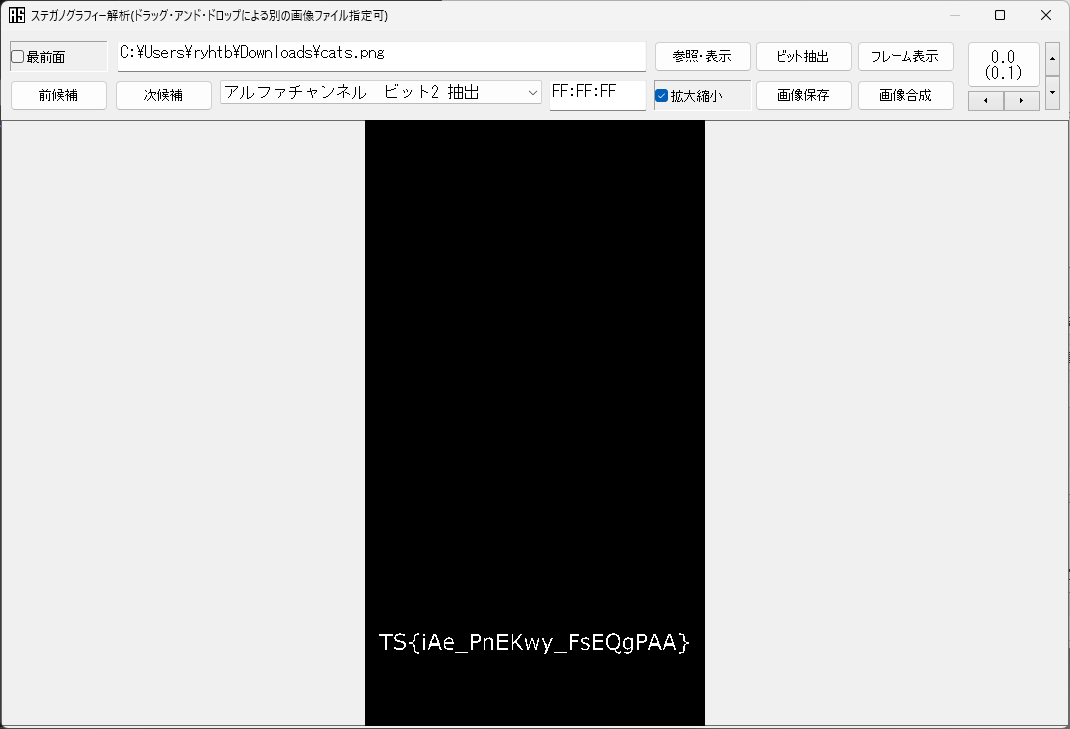 ステガノグラフィー解析(ドラッグ・アンド・ドロップによる別の画像ファイル指定可)
最前面
C:¥Users¥ryhtb¥Downloads¥cats.png
参照・表示
ビット抽出
フレーム表示
0.0
(0.1)
前候補
次候補
アルファチャンネル　ビット2 抽出
FF:FF:FF
拡大縮小
画像保存
画像合成
TS{iAe_PnEKwy_FsEQgPAA}